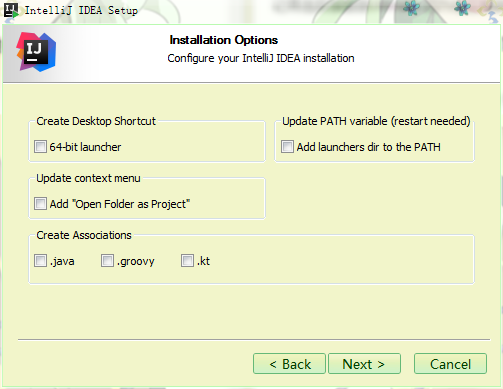 IntelliJ IDEA Setup
IJ
Installation Options
Configure your IntelliJ IDEA installation
Create Desktop Shortcut
64-bit launcher
Update PATH variable (restart needed)
Add launchers dir to the PATH
Update context menu
Add "Open Folder as Project"
Create Associations
.java .groovy .kt
< Back Next > Cancel